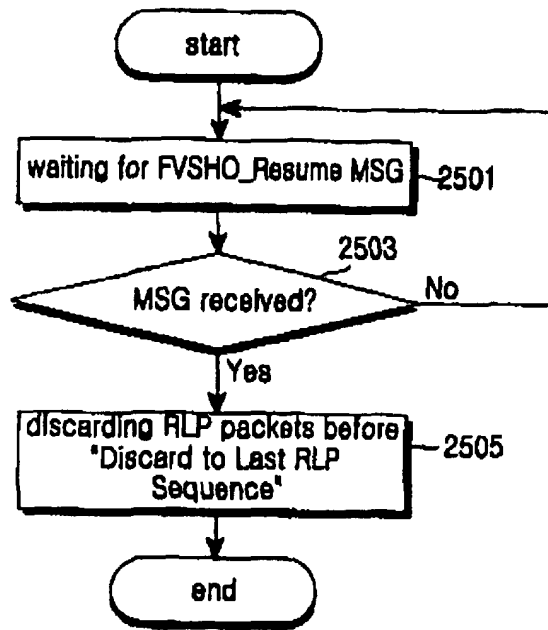 start
waiting for FVSHO_Resume MSG
2501
2503
MSG received?
No
Yes
discarding RLP packets before
"Discard to Last RLP
Sequence"
2505
end